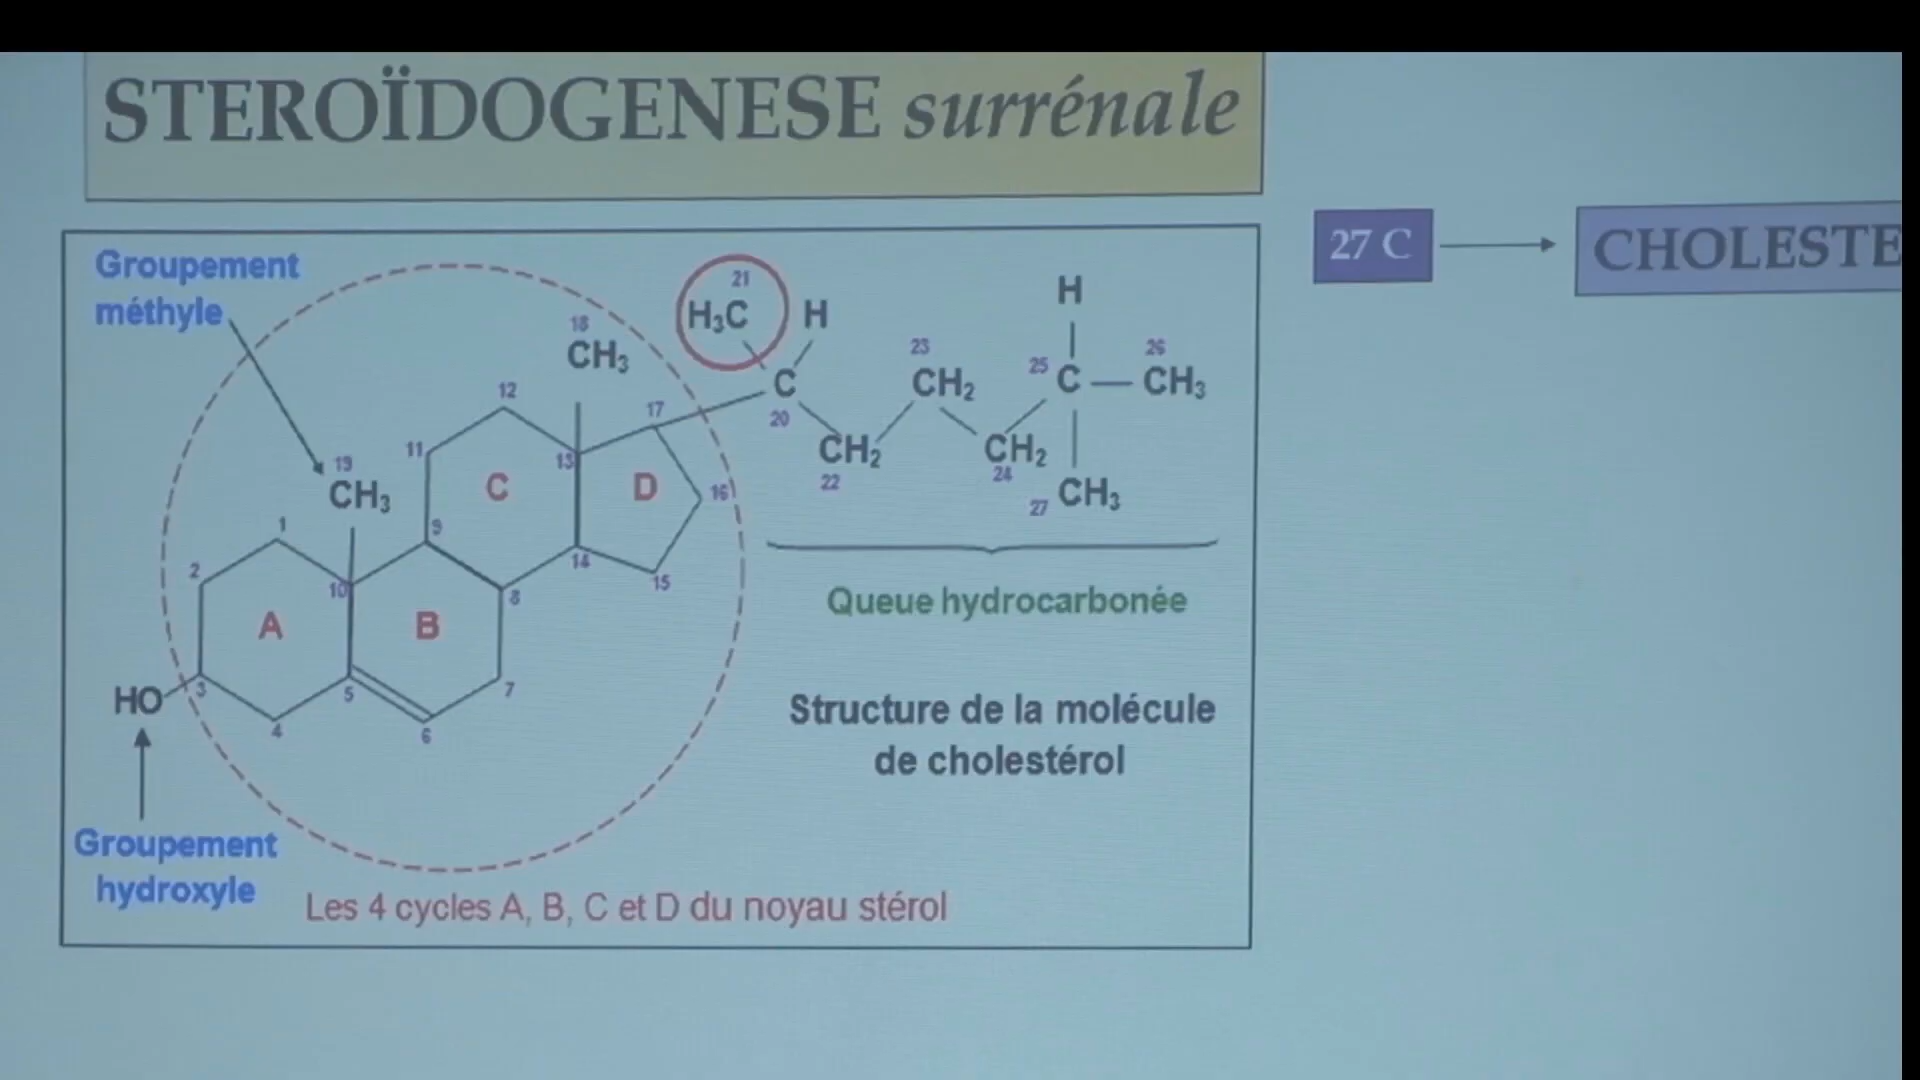 STEROÏDOGENESE surrénale
27 C
CHOLESTE
Groupement
méthyle
21
H₃C
H
H
18
CH₃
12
17
C
20
23
CH₂
25
C
26
CH₃
11
13
C
D
16
CH₂
22
CH₂
24
27
CH₃
19
CH₃
1
9
14
15
2
10
8
A
B
Queue hydrocarbonée
HO
3
5
7
4
6
Structure de la molécule
de cholestérol
Groupement
hydroxyle
Les 4 cycles A, B, C et D du noyau stérol